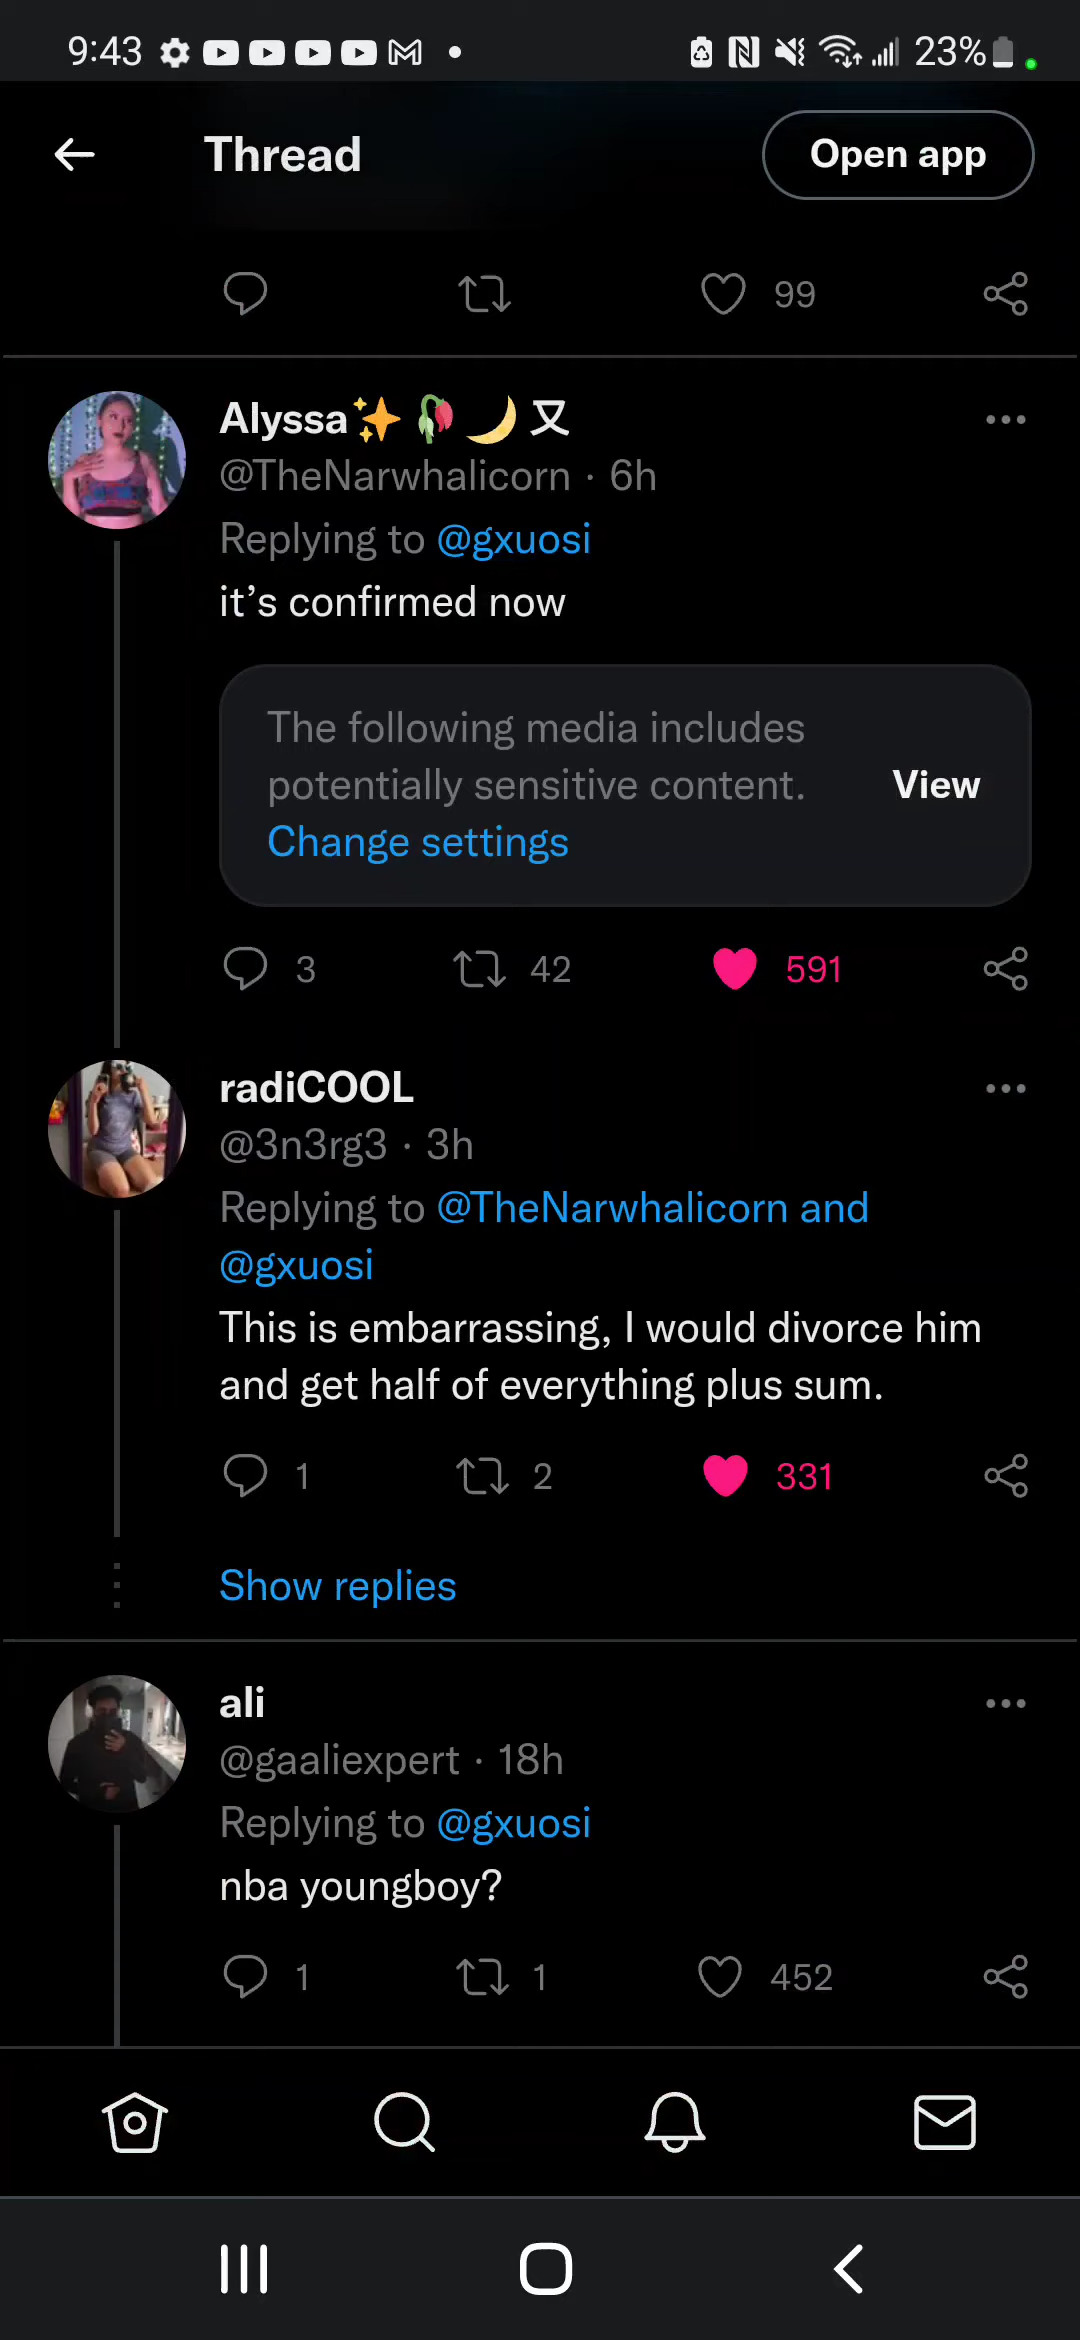 9:43
23%
Thread
Open app
99
Alyssa✨🥀🌙又
@TheNarwhalicorn · 6h
Replying to @gxuosi
it’s confirmed now
The following media includes
potentially sensitive content.
View
Change settings
3
42
591
radiCOOL
@3n3rg3 · 3h
Replying to @TheNarwhalicorn and
@gxuosi
This is embarrassing, I would divorce him
and get half of everything plus sum.
1
2
331
Show replies
ali
@gaaliexpert · 18h
Replying to @gxuosi
nba youngboy?
1
1
452